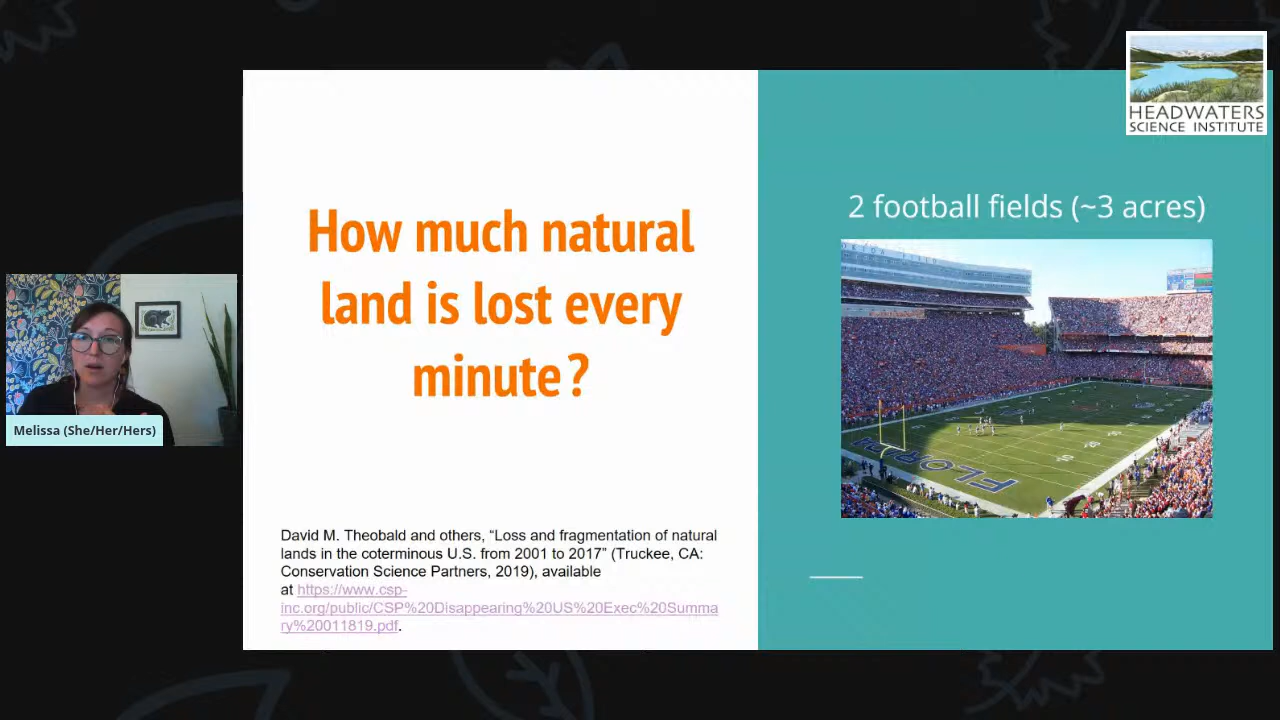 HEADWATERS
SCIENCE INSTITUTE
How much natural
land is lost every
minute?
2 football fields (~3 acres)
FLORIDA
Melissa (She/Her/Hers)
David M. Theobald and others, “Loss and fragmentation of natural
lands in the coterminous U.S. from 2001 to 2017” (Truckee, CA:
Conservation Science Partners, 2019), available
at https://www.csp-
inc.org/public/CSP%20Disappearing%20US%20Exec%20Summa
ry%20011819.pdf.